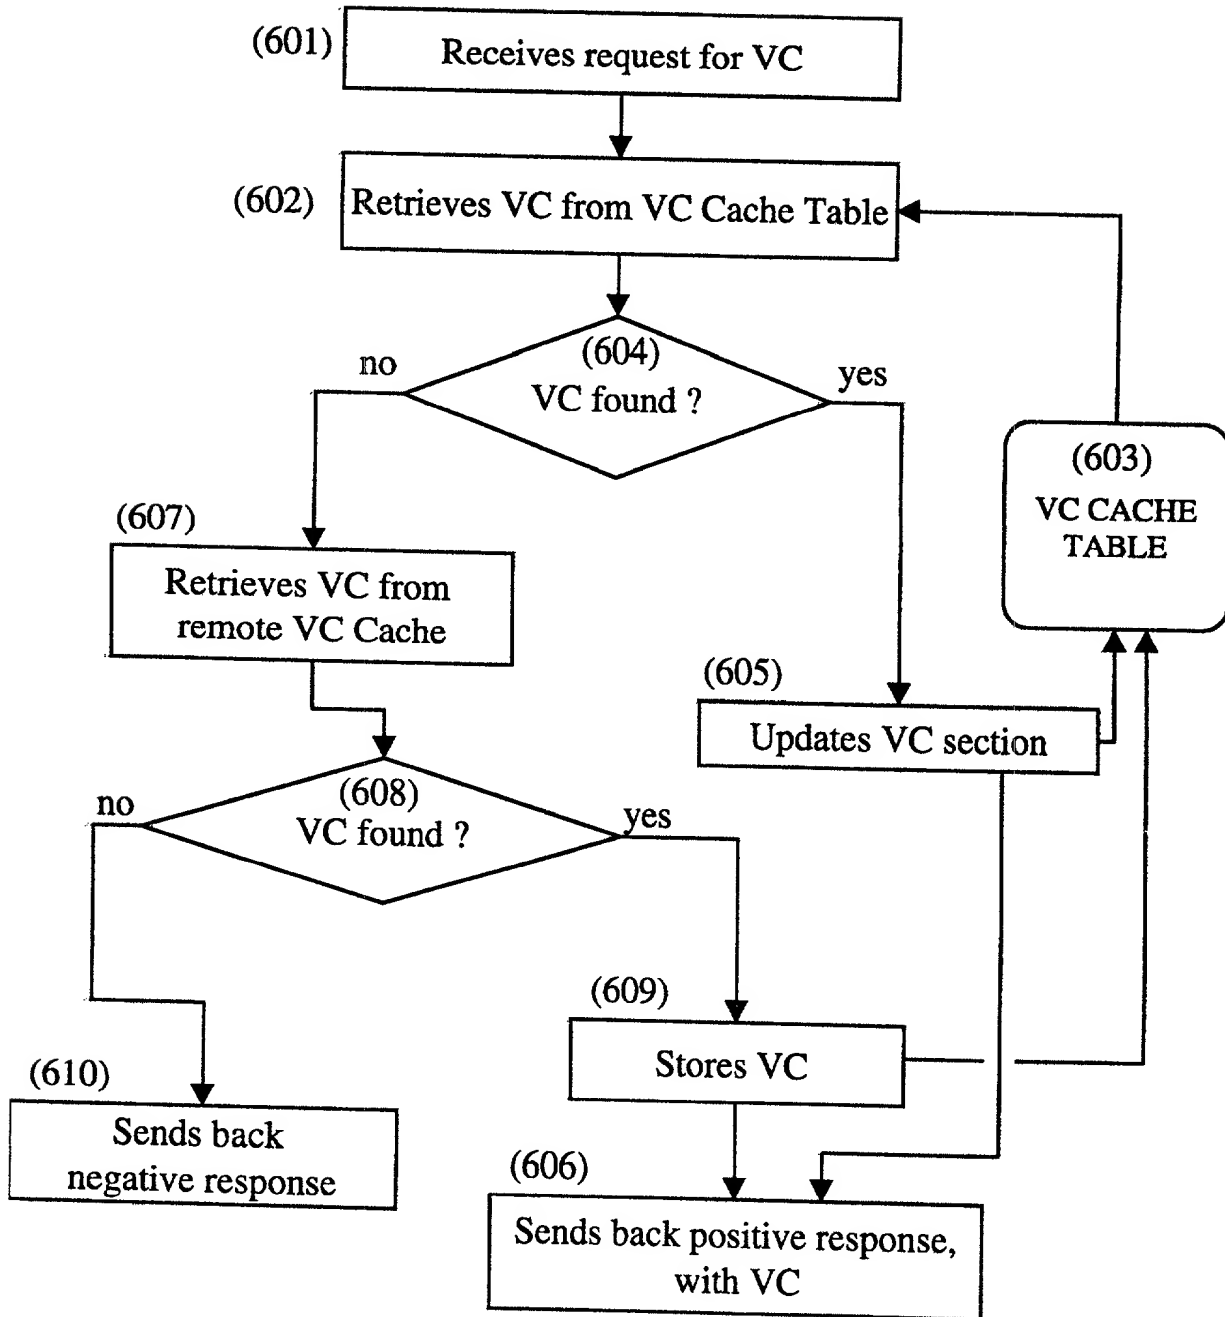 (601)
Receives request for VC
(602)
Retrieves VC from VC Cache Table
(604)
VC found ?
no
yes
(603)
VC CACHE
TABLE
(607)
Retrieves VC from
remote VC Cache
(605)
Updates VC section
(608)
VC found ?
no
yes
(609)
Stores VC
(610)
Sends back
negative response
(606)
Sends back positive response,
with VC